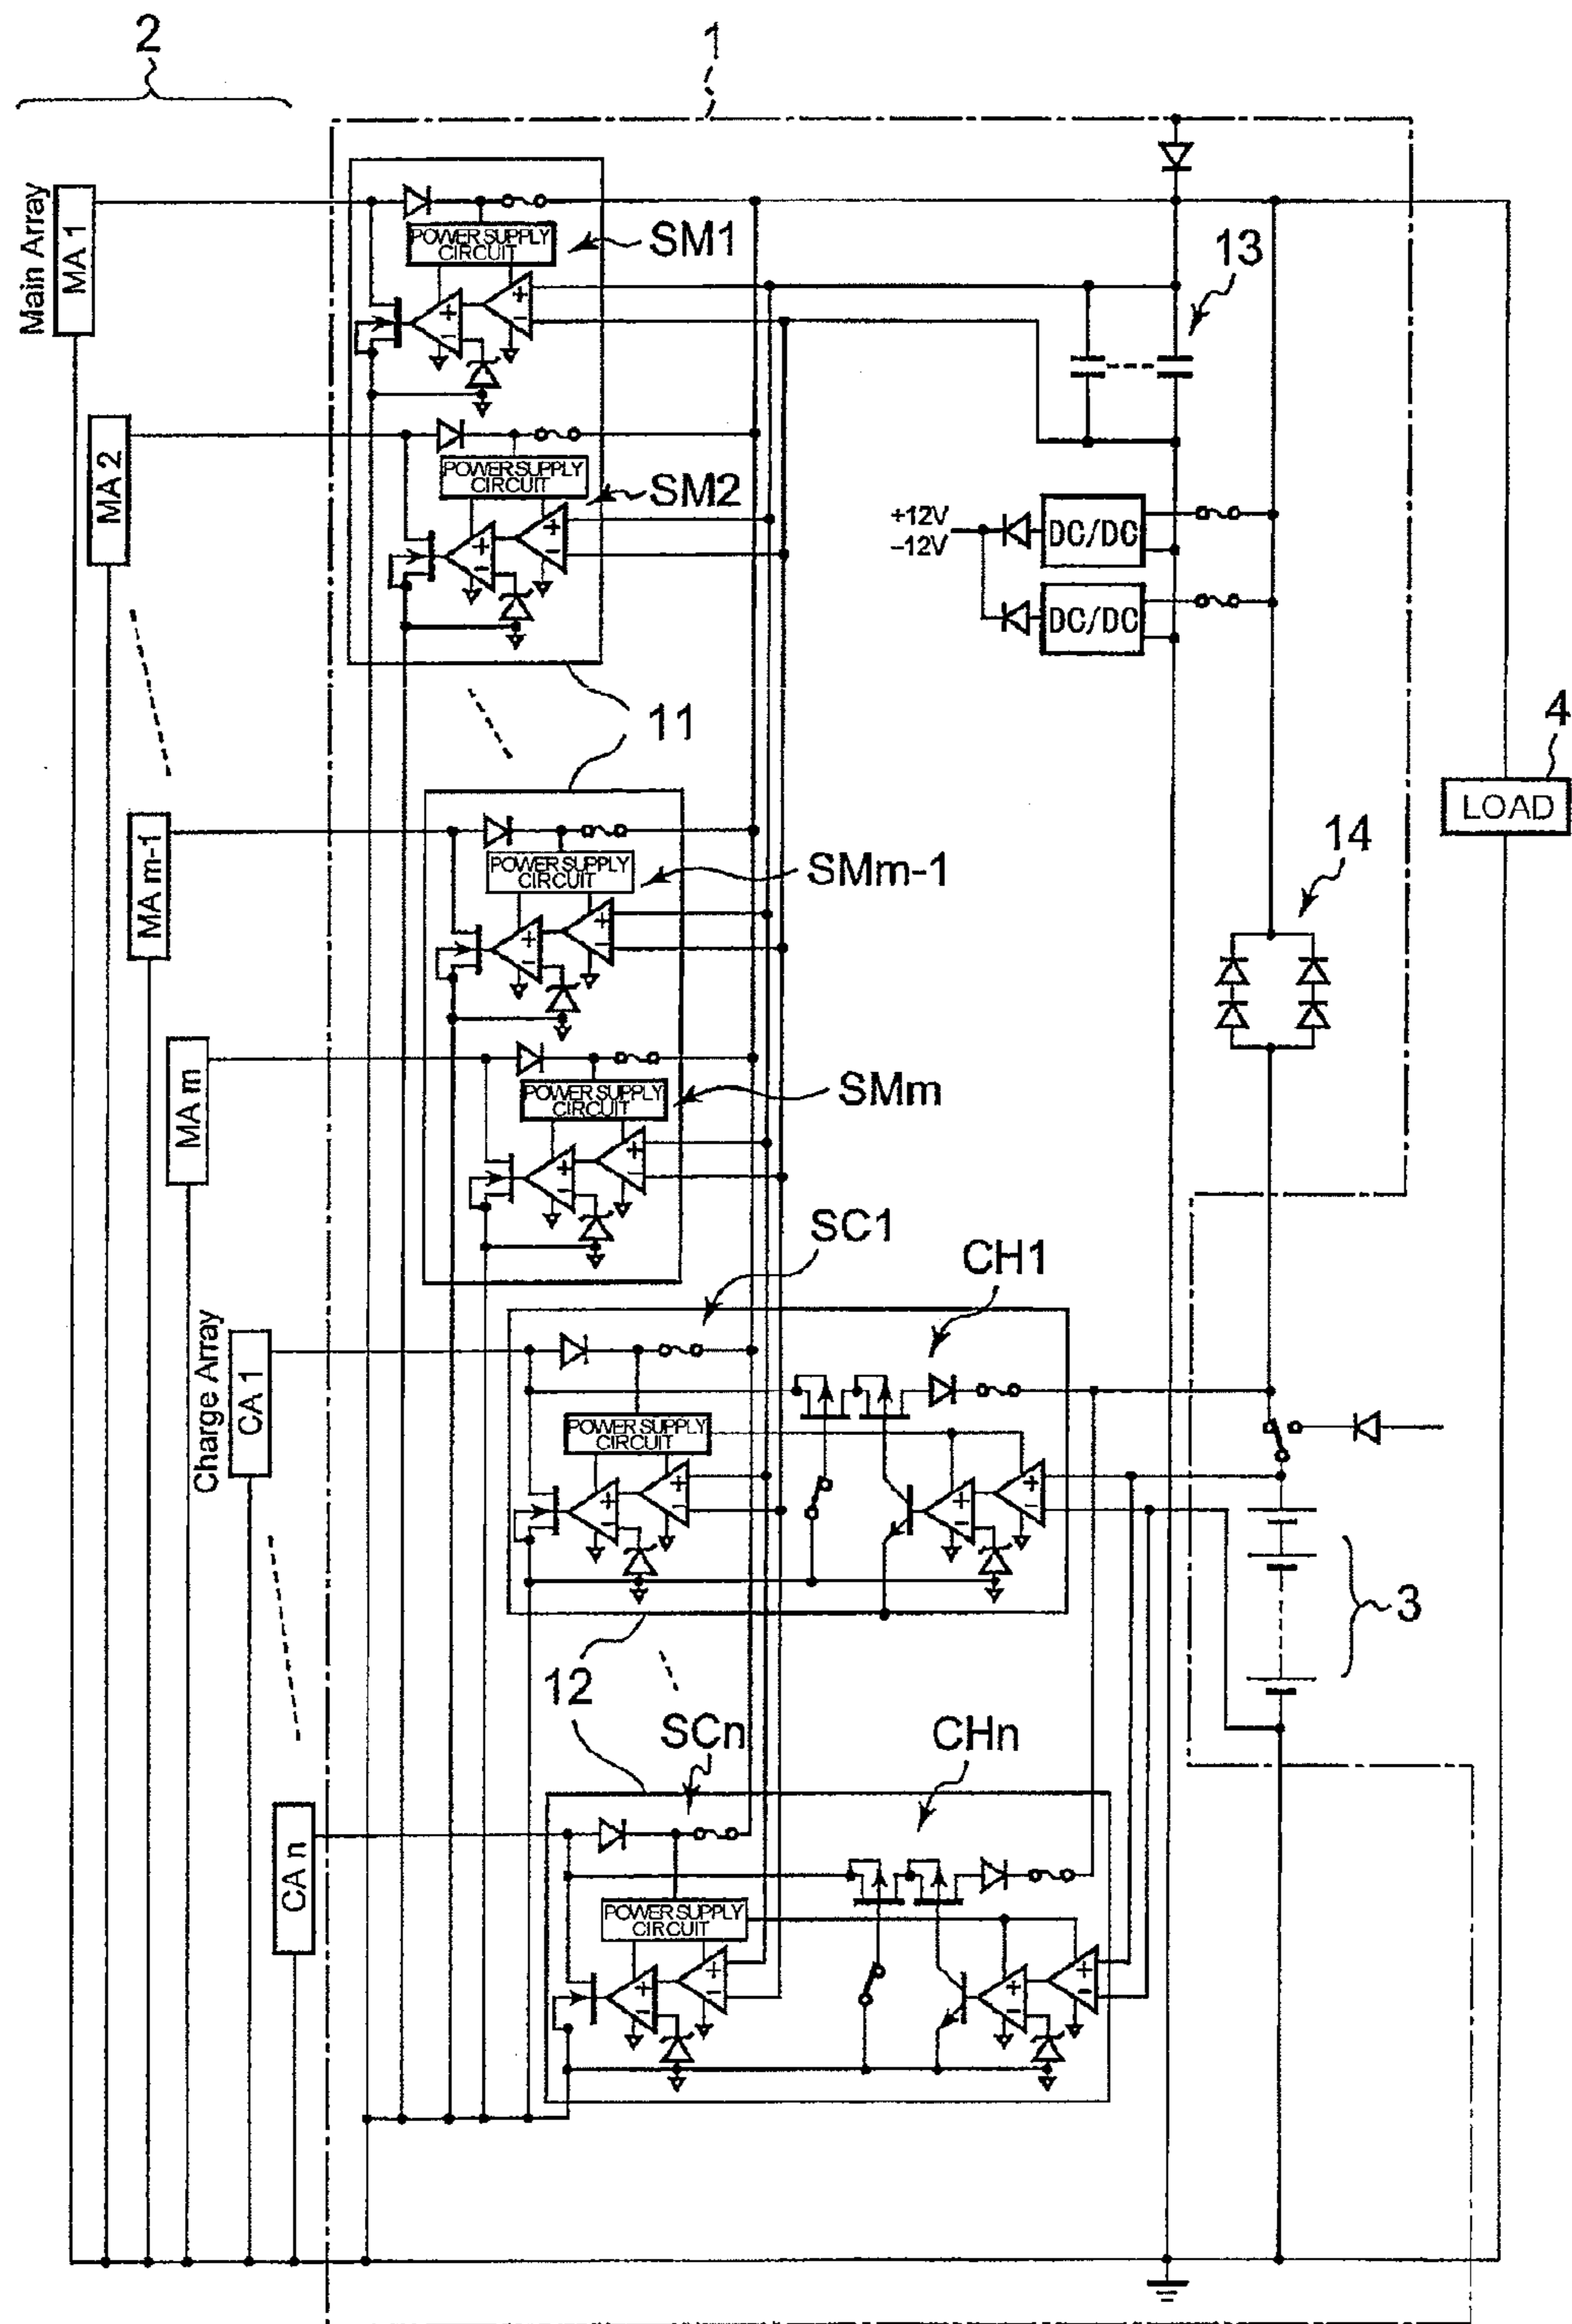 2
1
Main Array
MA 1
POWER SUPPLY
CIRCUIT
SM1
+
-
+
-
13
MA 2
POWER SUPPLY
CIRCUIT
SM2
+
-
+
-
+12V
-12V
DC/DC
DC/DC
11
4
LOAD
MA m-1
POWER SUPPLY
CIRCUIT
SMm-1
+
-
+
-
14
MA m
POWER SUPPLY
CIRCUIT
SMm
+
-
+
-
SC1
CH1
Charge Array
CA 1
POWER SUPPLY
CIRCUIT
+
-
+
-
+
-
+
-
3
12
SCn
CHn
CA n
POWER SUPPLY
CIRCUIT
+
-
+
-
+
-
+
-